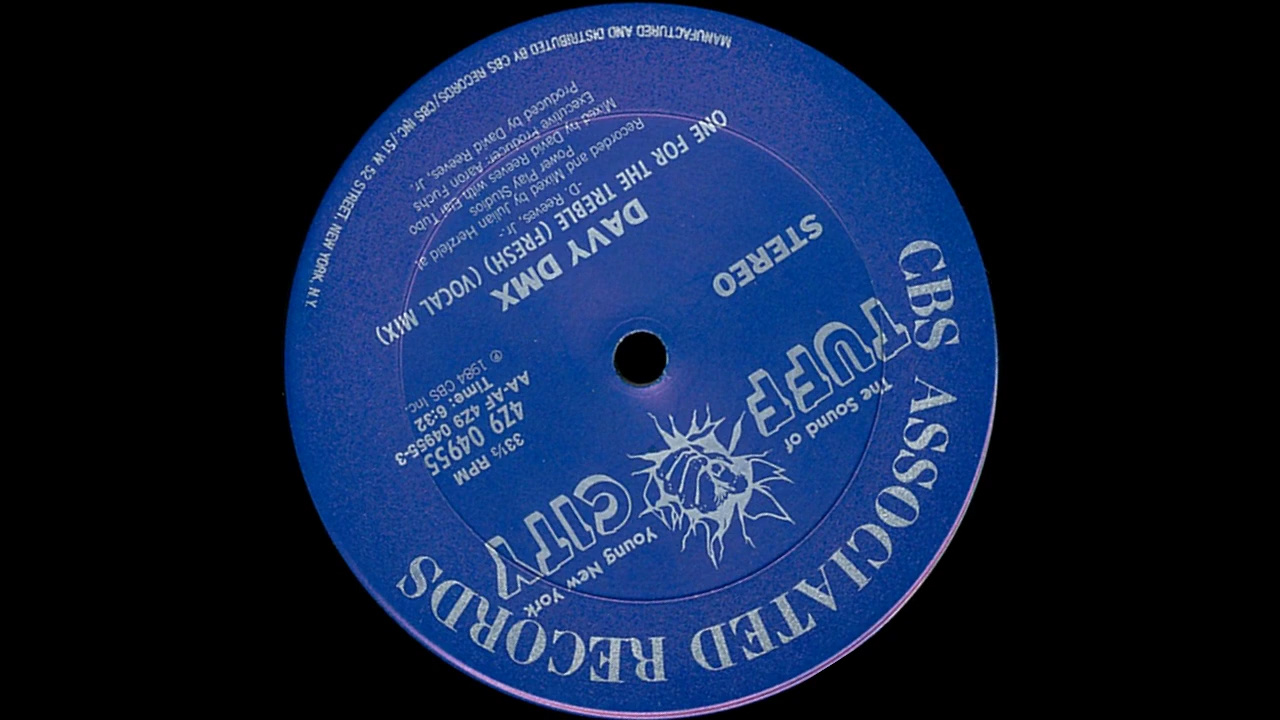 CBS ASSOCIATED RECORDS
The Sound of
Young New York
TUFF CITY
STEREO
33⅓ RPM
4Z9 04955
AA-AF 4Z9 04955-3
Time: 6:32
℗ 1984 CBS Inc.
DAVY DMX
ONE FOR THE TREBLE (FRESH) (VOCAL MIX)
-D. Reeves, Jr.-
Recorded and Mixed by Julian Herzfeld at
Power Play Studios
Mixed by David Reeves with Elai Tubo
Executive Producer: Aaron Fuchs
Produced by David Reeves, Jr.
MANUFACTURED AND DISTRIBUTED BY CBS RECORDS/CBS INC./51 W. 52 STREET, NEW YORK, N.Y.